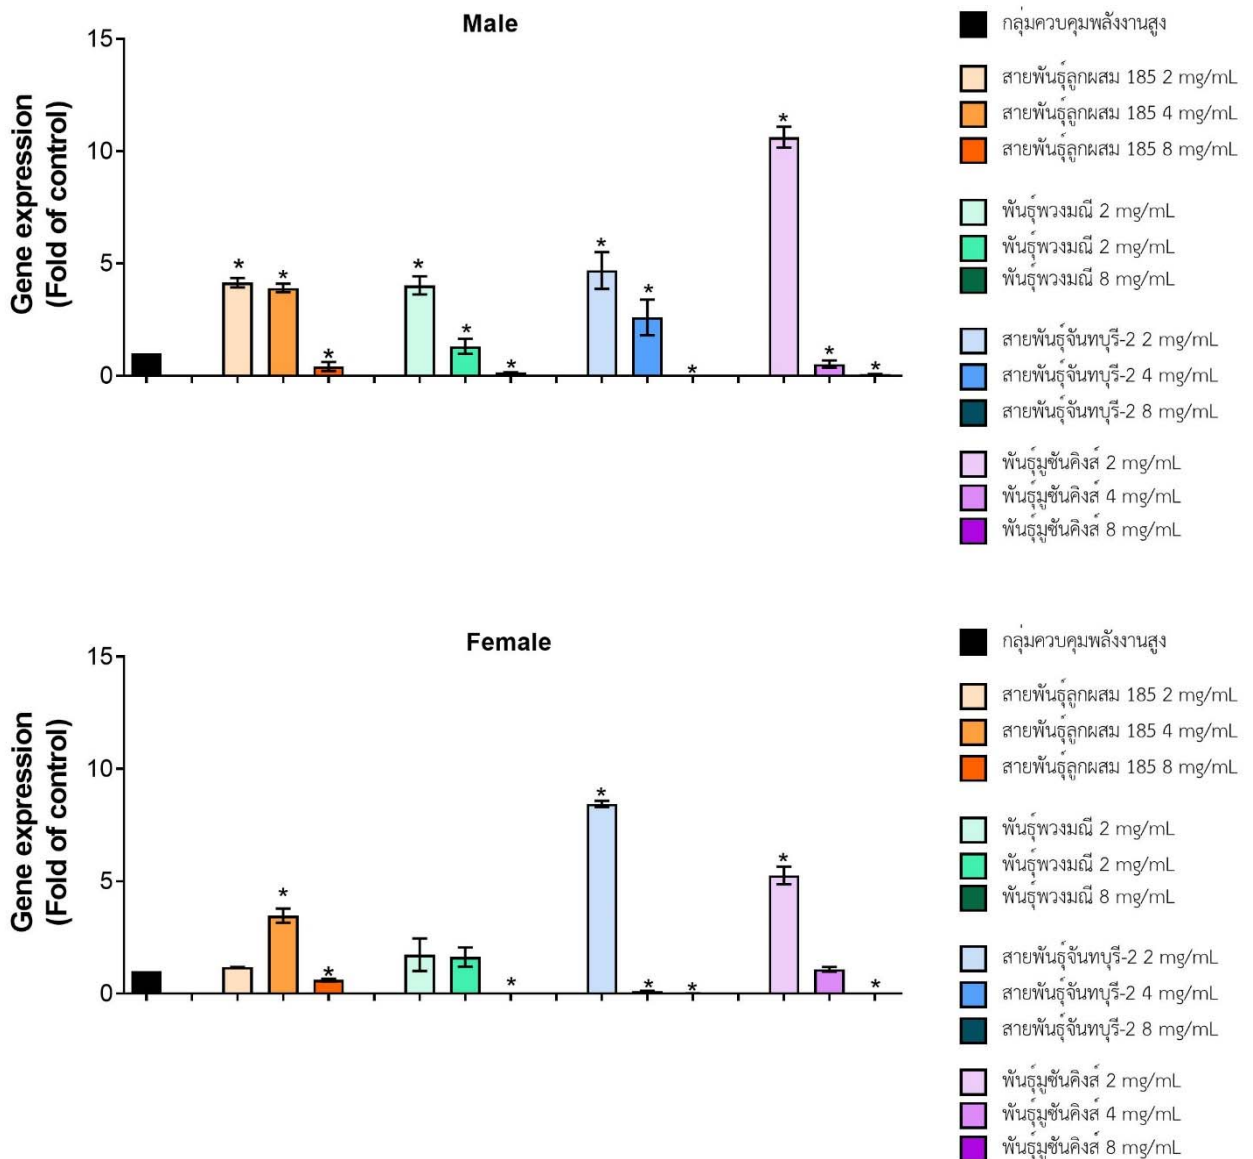 Male
15
10
5
0
Gene expression
(Fold of control)
* * * * * * * * * * * *
กลุ่มควบคุมพลังงานสูง
สายพันธุ์ลูกผสม 185 2 mg/mL
สายพันธุ์ลูกผสม 185 4 mg/mL
สายพันธุ์ลูกผสม 185 8 mg/mL
พันธุ์พวงมณี 2 mg/mL
พันธุ์พวงมณี 2 mg/mL
พันธุ์พวงมณี 8 mg/mL
สายพันธุ์จันทบุรี-2 2 mg/mL
สายพันธุ์จันทบุรี-2 4 mg/mL
สายพันธุ์จันทบุรี-2 8 mg/mL
พันธุ์มูซันคิงส์ 2 mg/mL
พันธุ์มูซันคิงส์ 4 mg/mL
พันธุ์มูซันคิงส์ 8 mg/mL
Female
15
10
5
0
Gene expression
(Fold of control)
* * * * * * * *
กลุ่มควบคุมพลังงานสูง
สายพันธุ์ลูกผสม 185 2 mg/mL
สายพันธุ์ลูกผสม 185 4 mg/mL
สายพันธุ์ลูกผสม 185 8 mg/mL
พันธุ์พวงมณี 2 mg/mL
พันธุ์พวงมณี 2 mg/mL
พันธุ์พวงมณี 8 mg/mL
สายพันธุ์จันทบุรี-2 2 mg/mL
สายพันธุ์จันทบุรี-2 4 mg/mL
สายพันธุ์จันทบุรี-2 8 mg/mL
พันธุ์มูซันคิงส์ 2 mg/mL
พันธุ์มูซันคิงส์ 4 mg/mL
พันธุ์มูซันคิงส์ 8 mg/mL